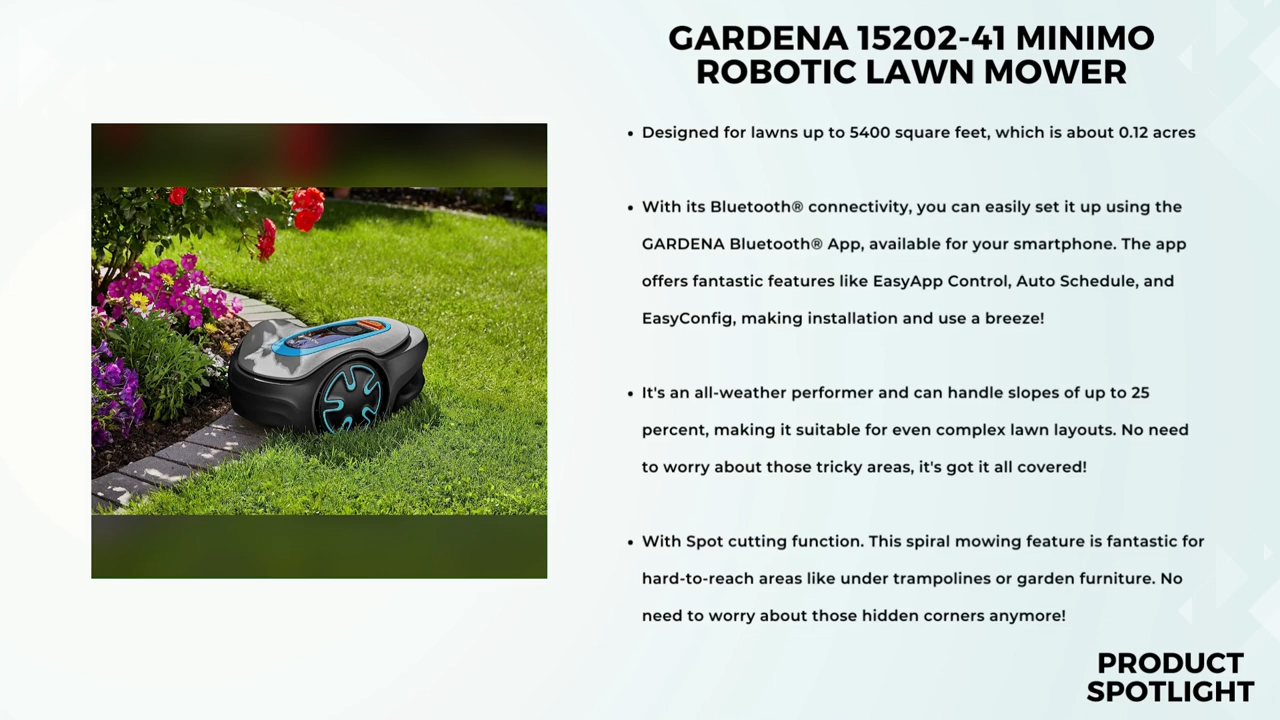 GARDENA 15202-41 MINIMO
ROBOTIC LAWN MOWER
• Designed for lawns up to 5400 square feet, which is about 0.12 acres
• With its Bluetooth® connectivity, you can easily set it up using the
GARDENA Bluetooth® App, available for your smartphone. The app
offers fantastic features like EasyApp Control, Auto Schedule, and
EasyConfig, making installation and use a breeze!
• It's an all-weather performer and can handle slopes of up to 25
percent, making it suitable for even complex lawn layouts. No need
to worry about those tricky areas, it's got it all covered!
• With Spot cutting function. This spiral mowing feature is fantastic for
hard-to-reach areas like under trampolines or garden furniture. No
need to worry about those hidden corners anymore!
PRODUCT
SPOTLIGHT